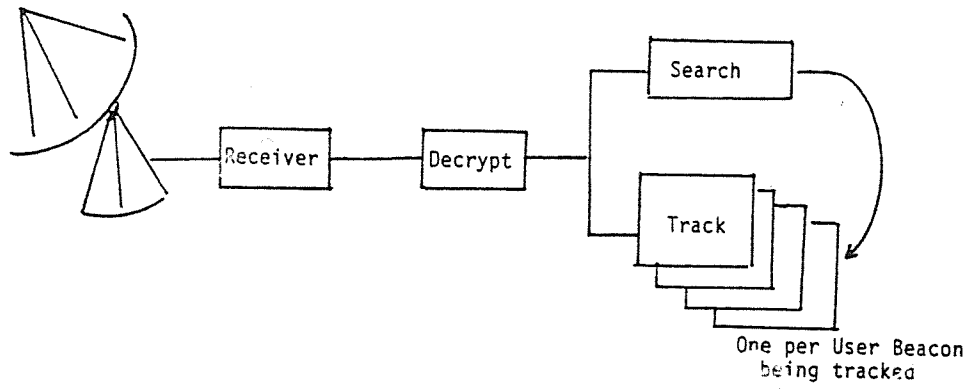 Search
Receiver
Decrypt
Track
One per User Beacon
being tracked